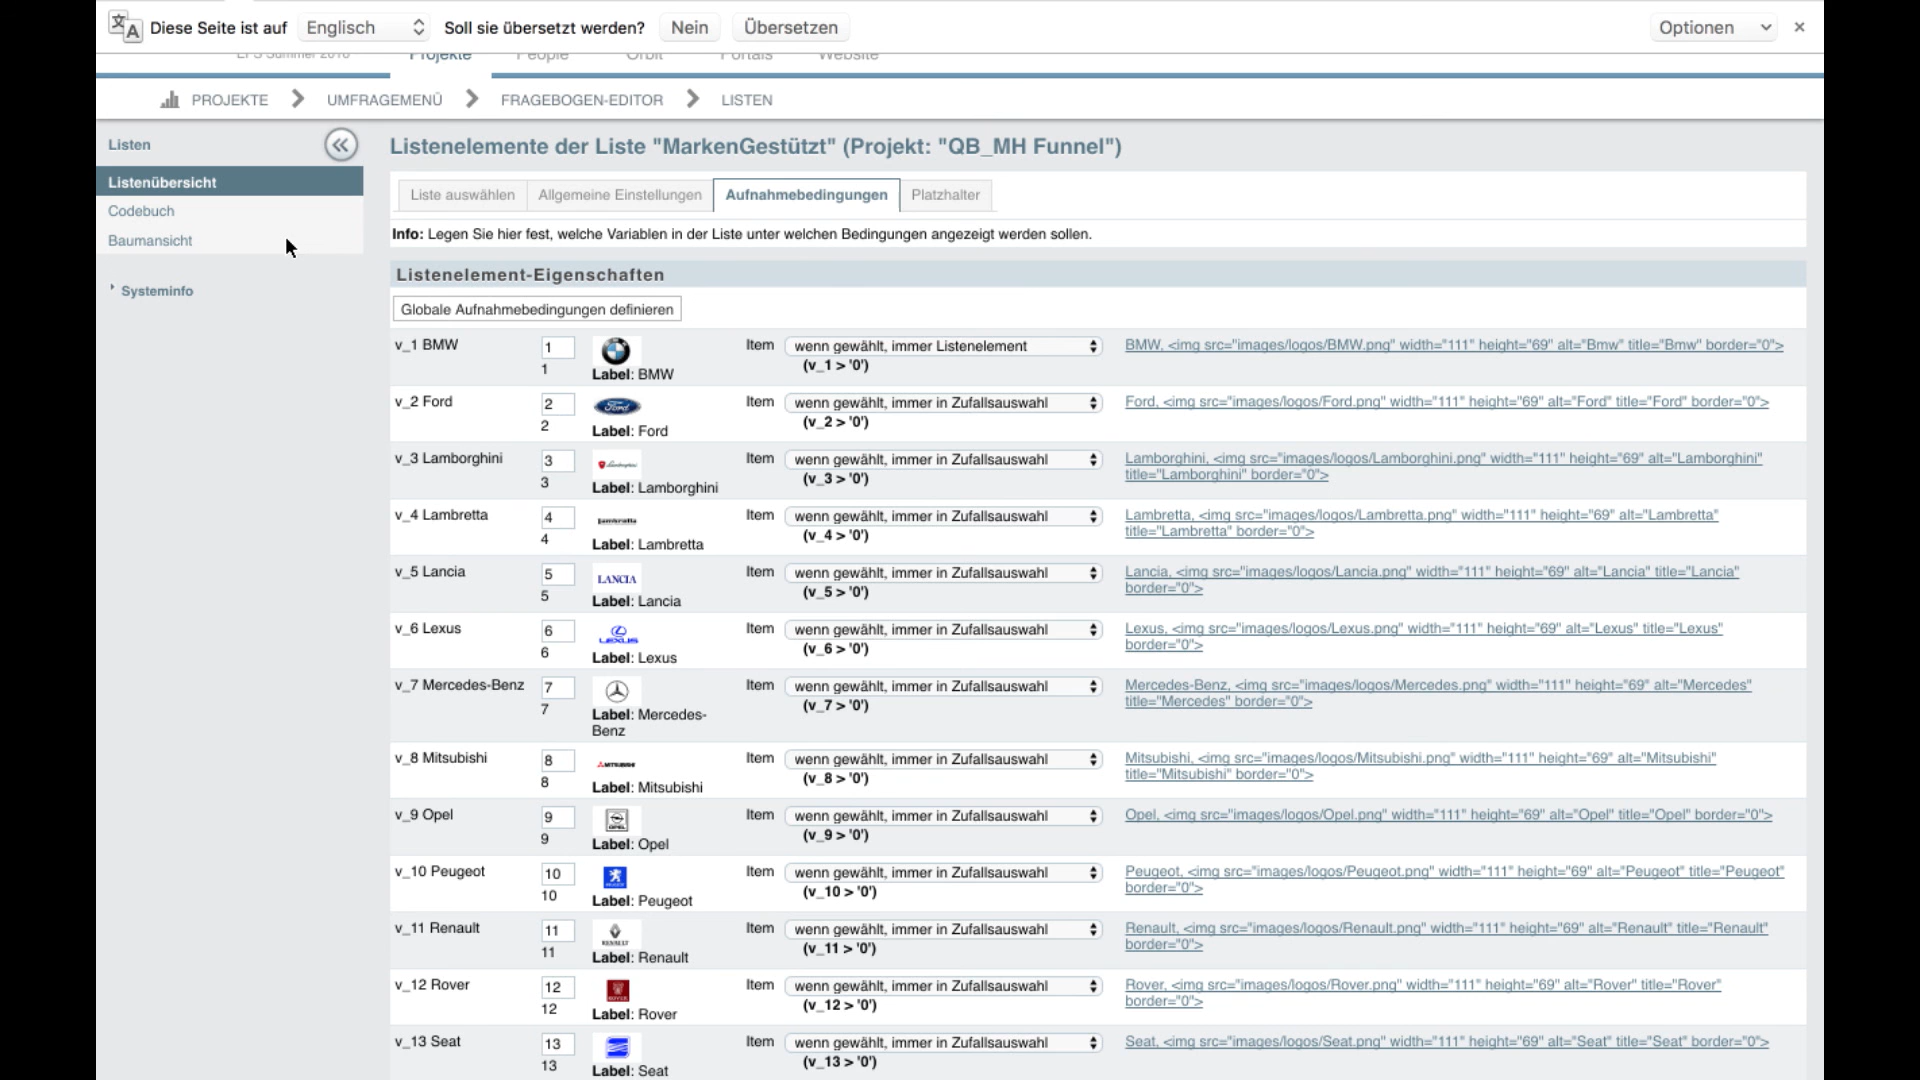 Diese Seite ist auf Englisch Soll sie übersetzt werden? Nein Übersetzen Optionen ×
EFS Summer 2016 Projekte People Orbit Portals Website
PROJEKTE UMFRAGEMENÜ FRAGEBOGEN-EDITOR LISTEN
Listen
Listenübersicht
Codebuch
Baumansicht
Systeminfo
Listenelemente der Liste "MarkenGestützt" (Projekt: "QB_MH Funnel")
Liste auswählen Allgemeine Einstellungen Aufnahmebedingungen Platzhalter
Info: Legen Sie hier fest, welche Variablen in der Liste unter welchen Bedingungen angezeigt werden sollen.
Listenelement-Eigenschaften
Globale Aufnahmebedingungen definieren
v_1 BMW 1 Item wenn gewählt, immer Listenelement BMW, <img src="images/logos/BMW.png" width="111" height="69" alt="Bmw" title="Bmw" border="0">
1 Label: BMW (v_1 > '0')
v_2 Ford 2 Ford Item wenn gewählt, immer in Zufallsauswahl Ford, <img src="images/logos/Ford.png" width="111" height="69" alt="Ford" title="Ford" border="0">
2 Label: Ford (v_2 > '0')
v_3 Lamborghini 3 Lamborghini Item wenn gewählt, immer in Zufallsauswahl Lamborghini, <img src="images/logos/Lamborghini.png" width="111" height="69" alt="Lamborghini"
3 Label: Lamborghini (v_3 > '0') title="Lamborghini" border="0">
v_4 Lambretta 4 Lambretta Item wenn gewählt, immer in Zufallsauswahl Lambretta, <img src="images/logos/Lambretta.png" width="111" height="69" alt="Lambretta"
4 Label: Lambretta (v_4 > '0') title="Lambretta" border="0">
v_5 Lancia 5 LANCIA Item wenn gewählt, immer in Zufallsauswahl Lancia, <img src="images/logos/Lancia.png" width="111" height="69" alt="Lancia" title="Lancia"
5 Label: Lancia (v_5 > '0') border="0">
v_6 Lexus 6 LEXUS Item wenn gewählt, immer in Zufallsauswahl Lexus, <img src="images/logos/Lexus.png" width="111" height="69" alt="Lexus" title="Lexus"
6 Label: Lexus (v_6 > '0') border="0">
v_7 Mercedes-Benz 7 Item wenn gewählt, immer in Zufallsauswahl Mercedes-Benz, <img src="images/logos/Mercedes.png" width="111" height="69" alt="Mercedes"
7 Label: Mercedes- (v_7 > '0') title="Mercedes" border="0">
Benz
v_8 Mitsubishi 8 MITSUBISHI Item wenn gewählt, immer in Zufallsauswahl Mitsubishi, <img src="images/logos/Mitsubishi.png" width="111" height="69" alt="Mitsubishi"
8 Label: Mitsubishi (v_8 > '0') title="Mitsubishi" border="0">
v_9 Opel 9 OPEL Item wenn gewählt, immer in Zufallsauswahl Opel, <img src="images/logos/Opel.png" width="111" height="69" alt="Opel" title="Opel" border="0">
9 Label: Opel (v_9 > '0')
v_10 Peugeot 10 Item wenn gewählt, immer in Zufallsauswahl Peugeot, <img src="images/logos/Peugeot.png" width="111" height="69" alt="Peugeot" title="Peugeot"
10 Label: Peugeot (v_10 > '0') border="0">
v_11 Renault 11 RENAULT Item wenn gewählt, immer in Zufallsauswahl Renault, <img src="images/logos/Renault.png" width="111" height="69" alt="Renault" title="Renault"
11 Label: Renault (v_11 > '0') border="0">
v_12 Rover 12 Item wenn gewählt, immer in Zufallsauswahl Rover, <img src="images/logos/Rover.png" width="111" height="69" alt="Rover" title="Rover"
12 Label: Rover (v_12 > '0') border="0">
v_13 Seat 13 Item wenn gewählt, immer in Zufallsauswahl Seat, <img src="images/logos/Seat.png" width="111" height="69" alt="Seat" title="Seat" border="0">
13 Label: Seat (v_13 > '0')